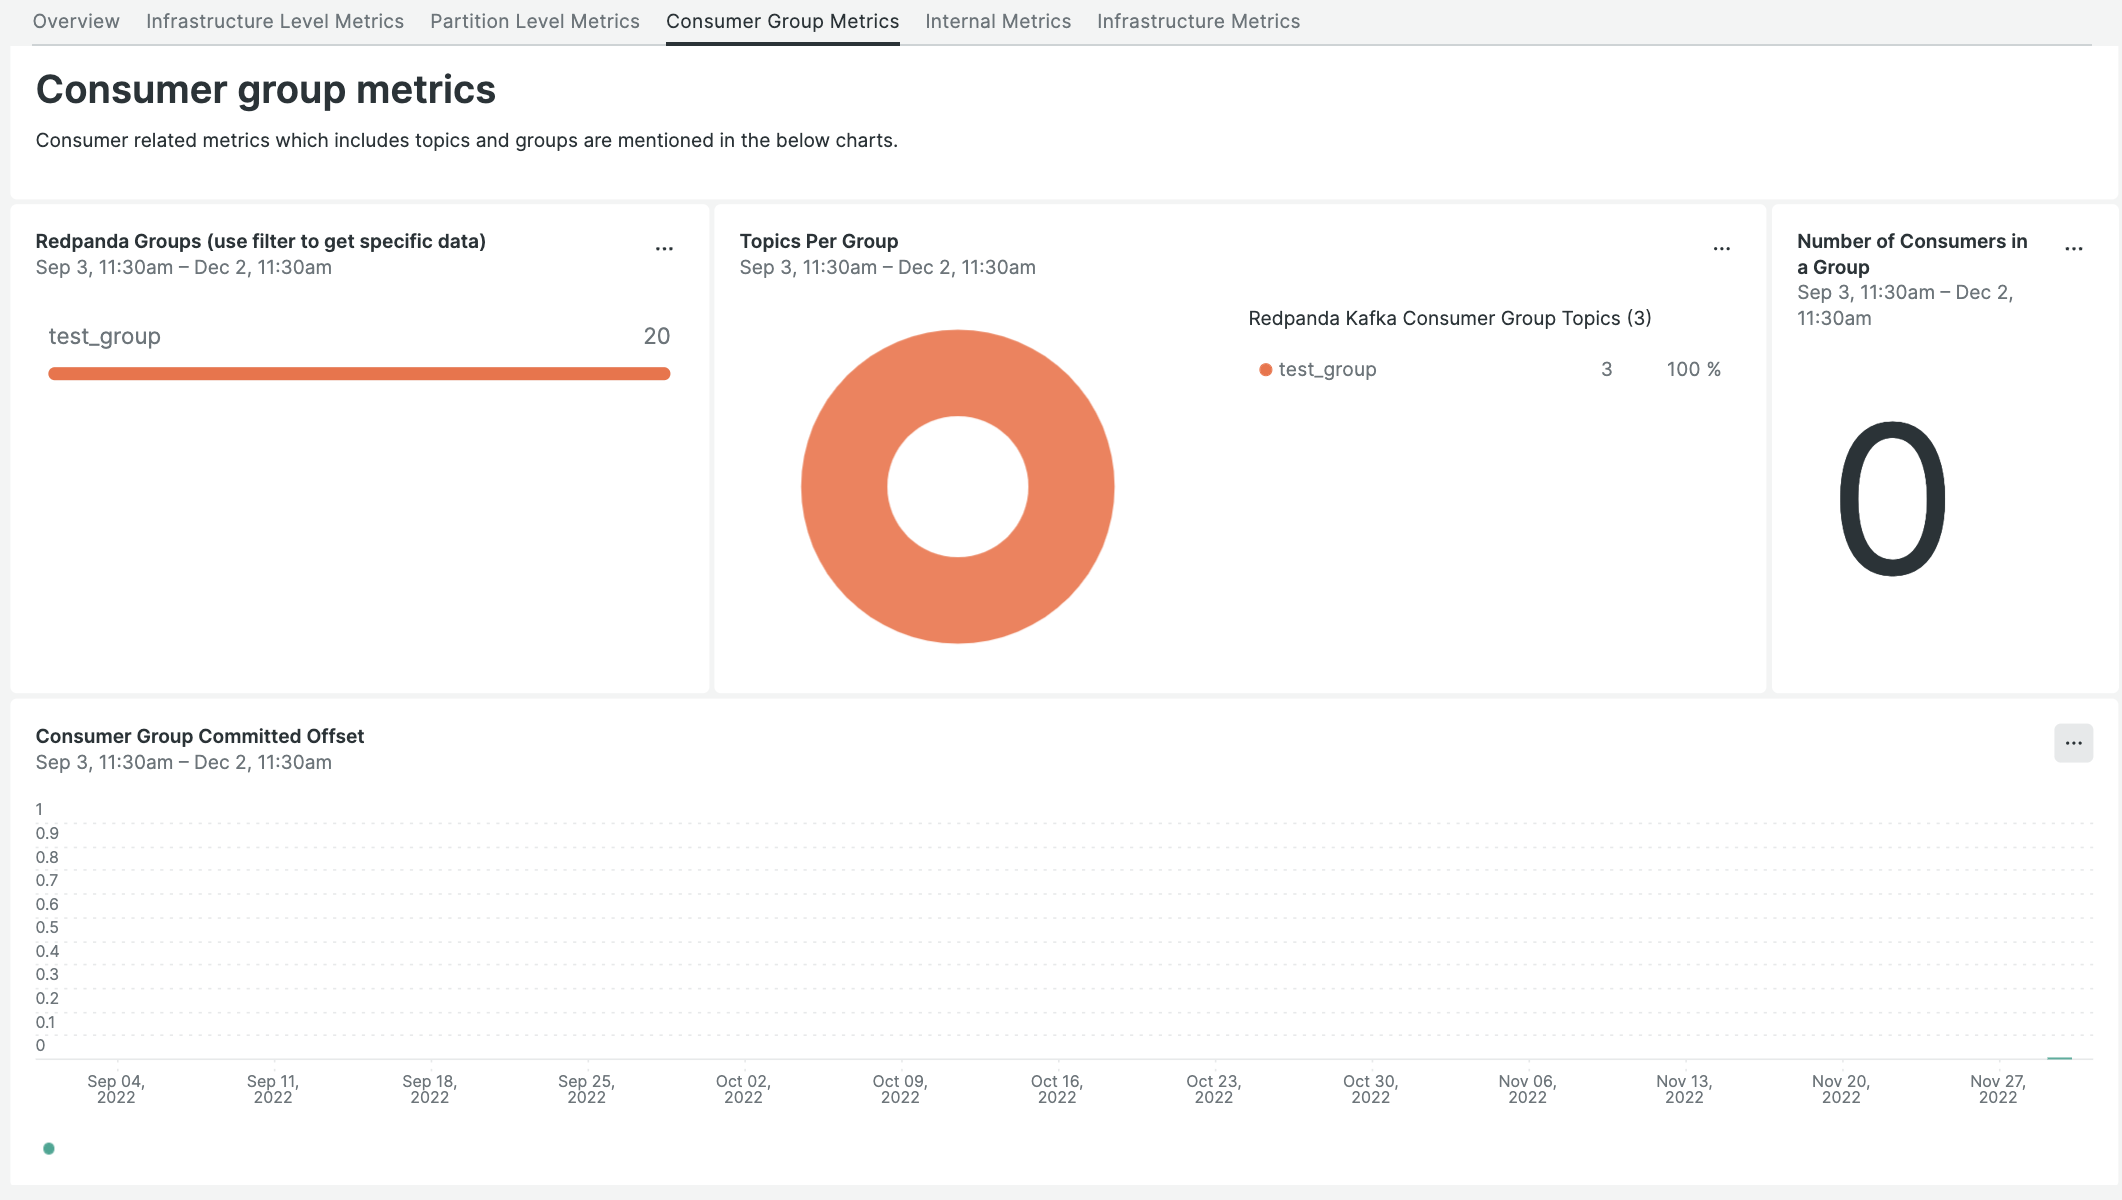 Overview Infrastructure Level Metrics Partition Level Metrics Consumer Group Metrics Internal Metrics Infrastructure Metrics
Consumer group metrics
Consumer related metrics which includes topics and groups are mentioned in the below charts.
Redpanda Groups (use filter to get specific data)
Sep 3, 11:30am – Dec 2, 11:30am
test_group 20
Topics Per Group
Sep 3, 11:30am – Dec 2, 11:30am
Redpanda Kafka Consumer Group Topics (3)
test_group 3 100 %
Number of Consumers in
a Group
Sep 3, 11:30am – Dec 2,
11:30am
0
Consumer Group Committed Offset
Sep 3, 11:30am – Dec 2, 11:30am
1
0.9
0.8
0.7
0.6
0.5
0.4
0.3
0.2
0.1
0
Sep 04, 2022
Sep 11, 2022
Sep 18, 2022
Sep 25, 2022
Oct 02, 2022
Oct 09, 2022
Oct 16, 2022
Oct 23, 2022
Oct 30, 2022
Nov 06, 2022
Nov 13, 2022
Nov 20, 2022
Nov 27, 2022